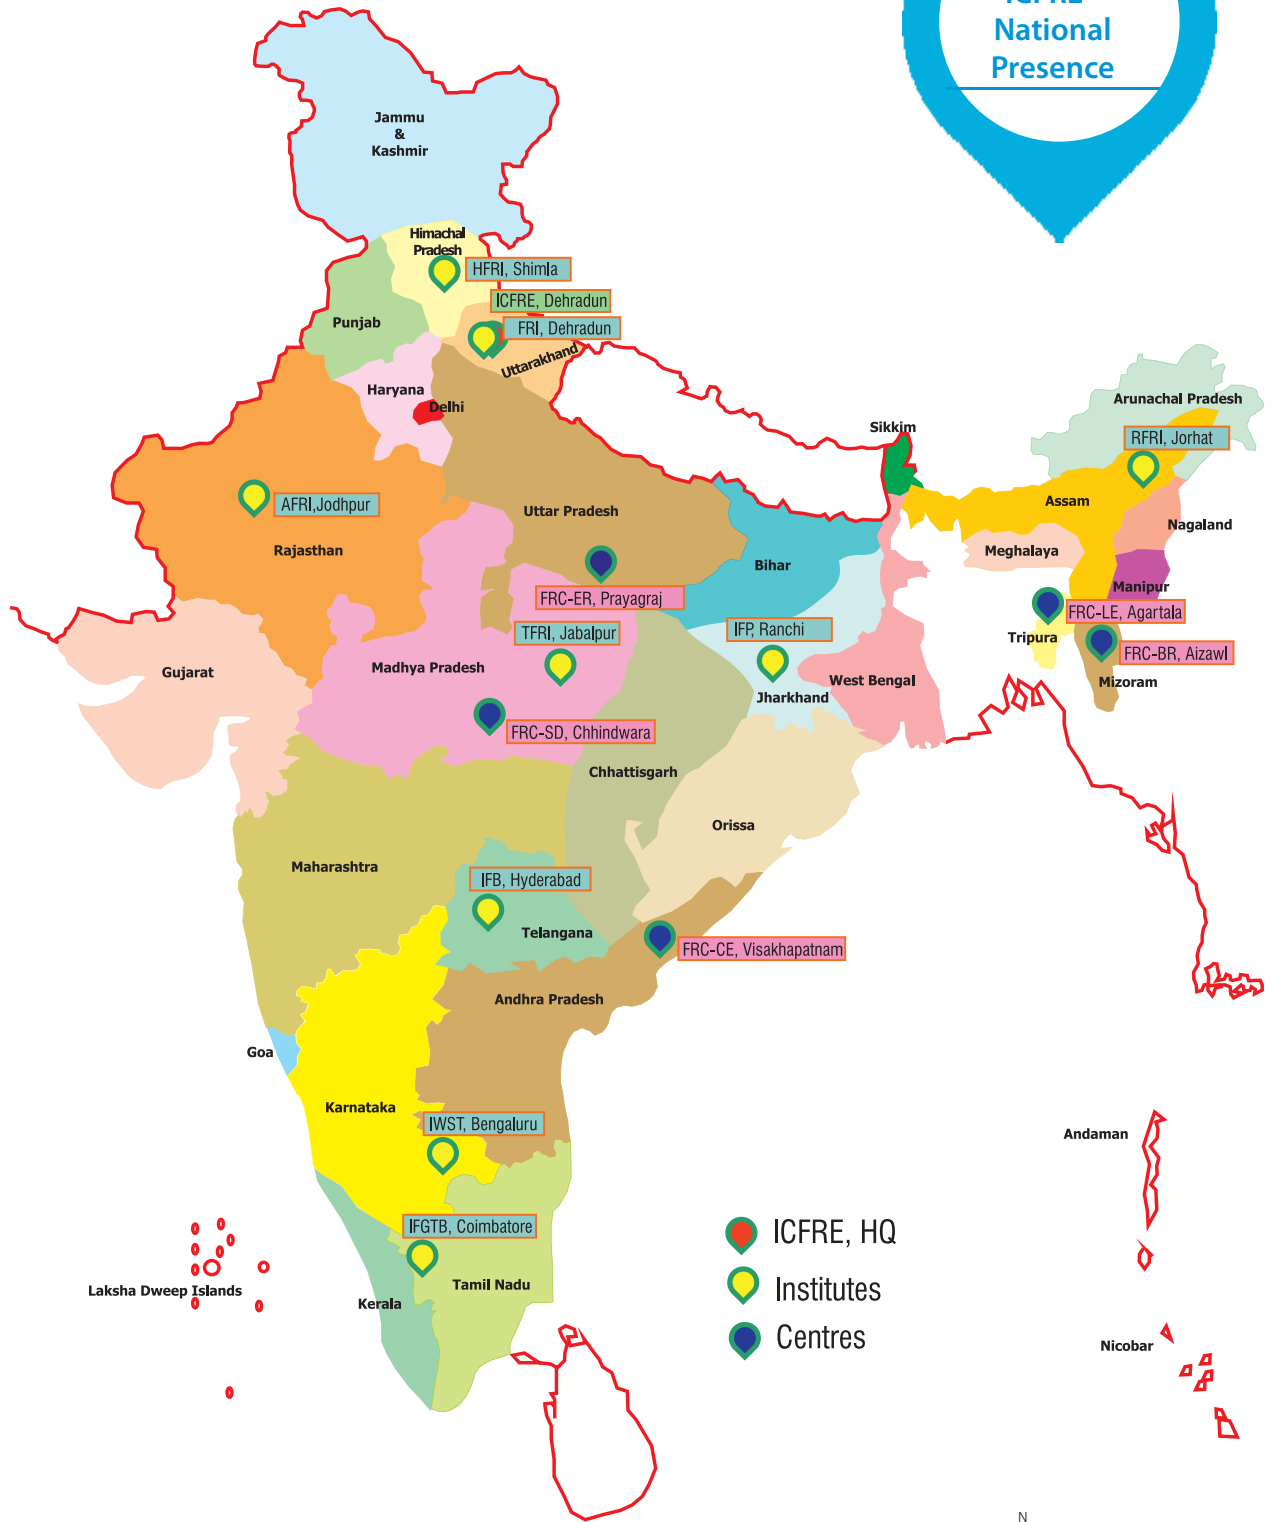 ICFRE
National
Presence
Jammu
&
Kashmir
Himachal
Pradesh
HFRI, Shimla
ICFRE, Dehradun
FRI, Dehradun
Punjab
Uttarakhand
Haryana
Delhi
Arunachal Pradesh
Sikkim
RFRI, Jorhat
AFRI,Jodhpur
Assam
Uttar Pradesh
Nagaland
Rajasthan
Meghalaya
Bihar
Manipur
FRC-ER, Prayagraj
FRC-LE, Agartala
TFRI, Jabalpur
IFP, Ranchi
Tripura
FRC-BR, Aizawl
Gujarat
Madhya Pradesh
West Bengal
Mizoram
Jharkhand
FRC-SD, Chhindwara
Chhattisgarh
Orissa
Maharashtra
IFB, Hyderabad
Telangana
FRC-CE, Visakhapatnam
Andhra Pradesh
Goa
Karnataka
IWST, Bengaluru
Andaman
IFGTB, Coimbatore
ICFRE, HQ
Laksha Dweep Islands
Tamil Nadu
Institutes
Kerala
Centres
Nicobar
N